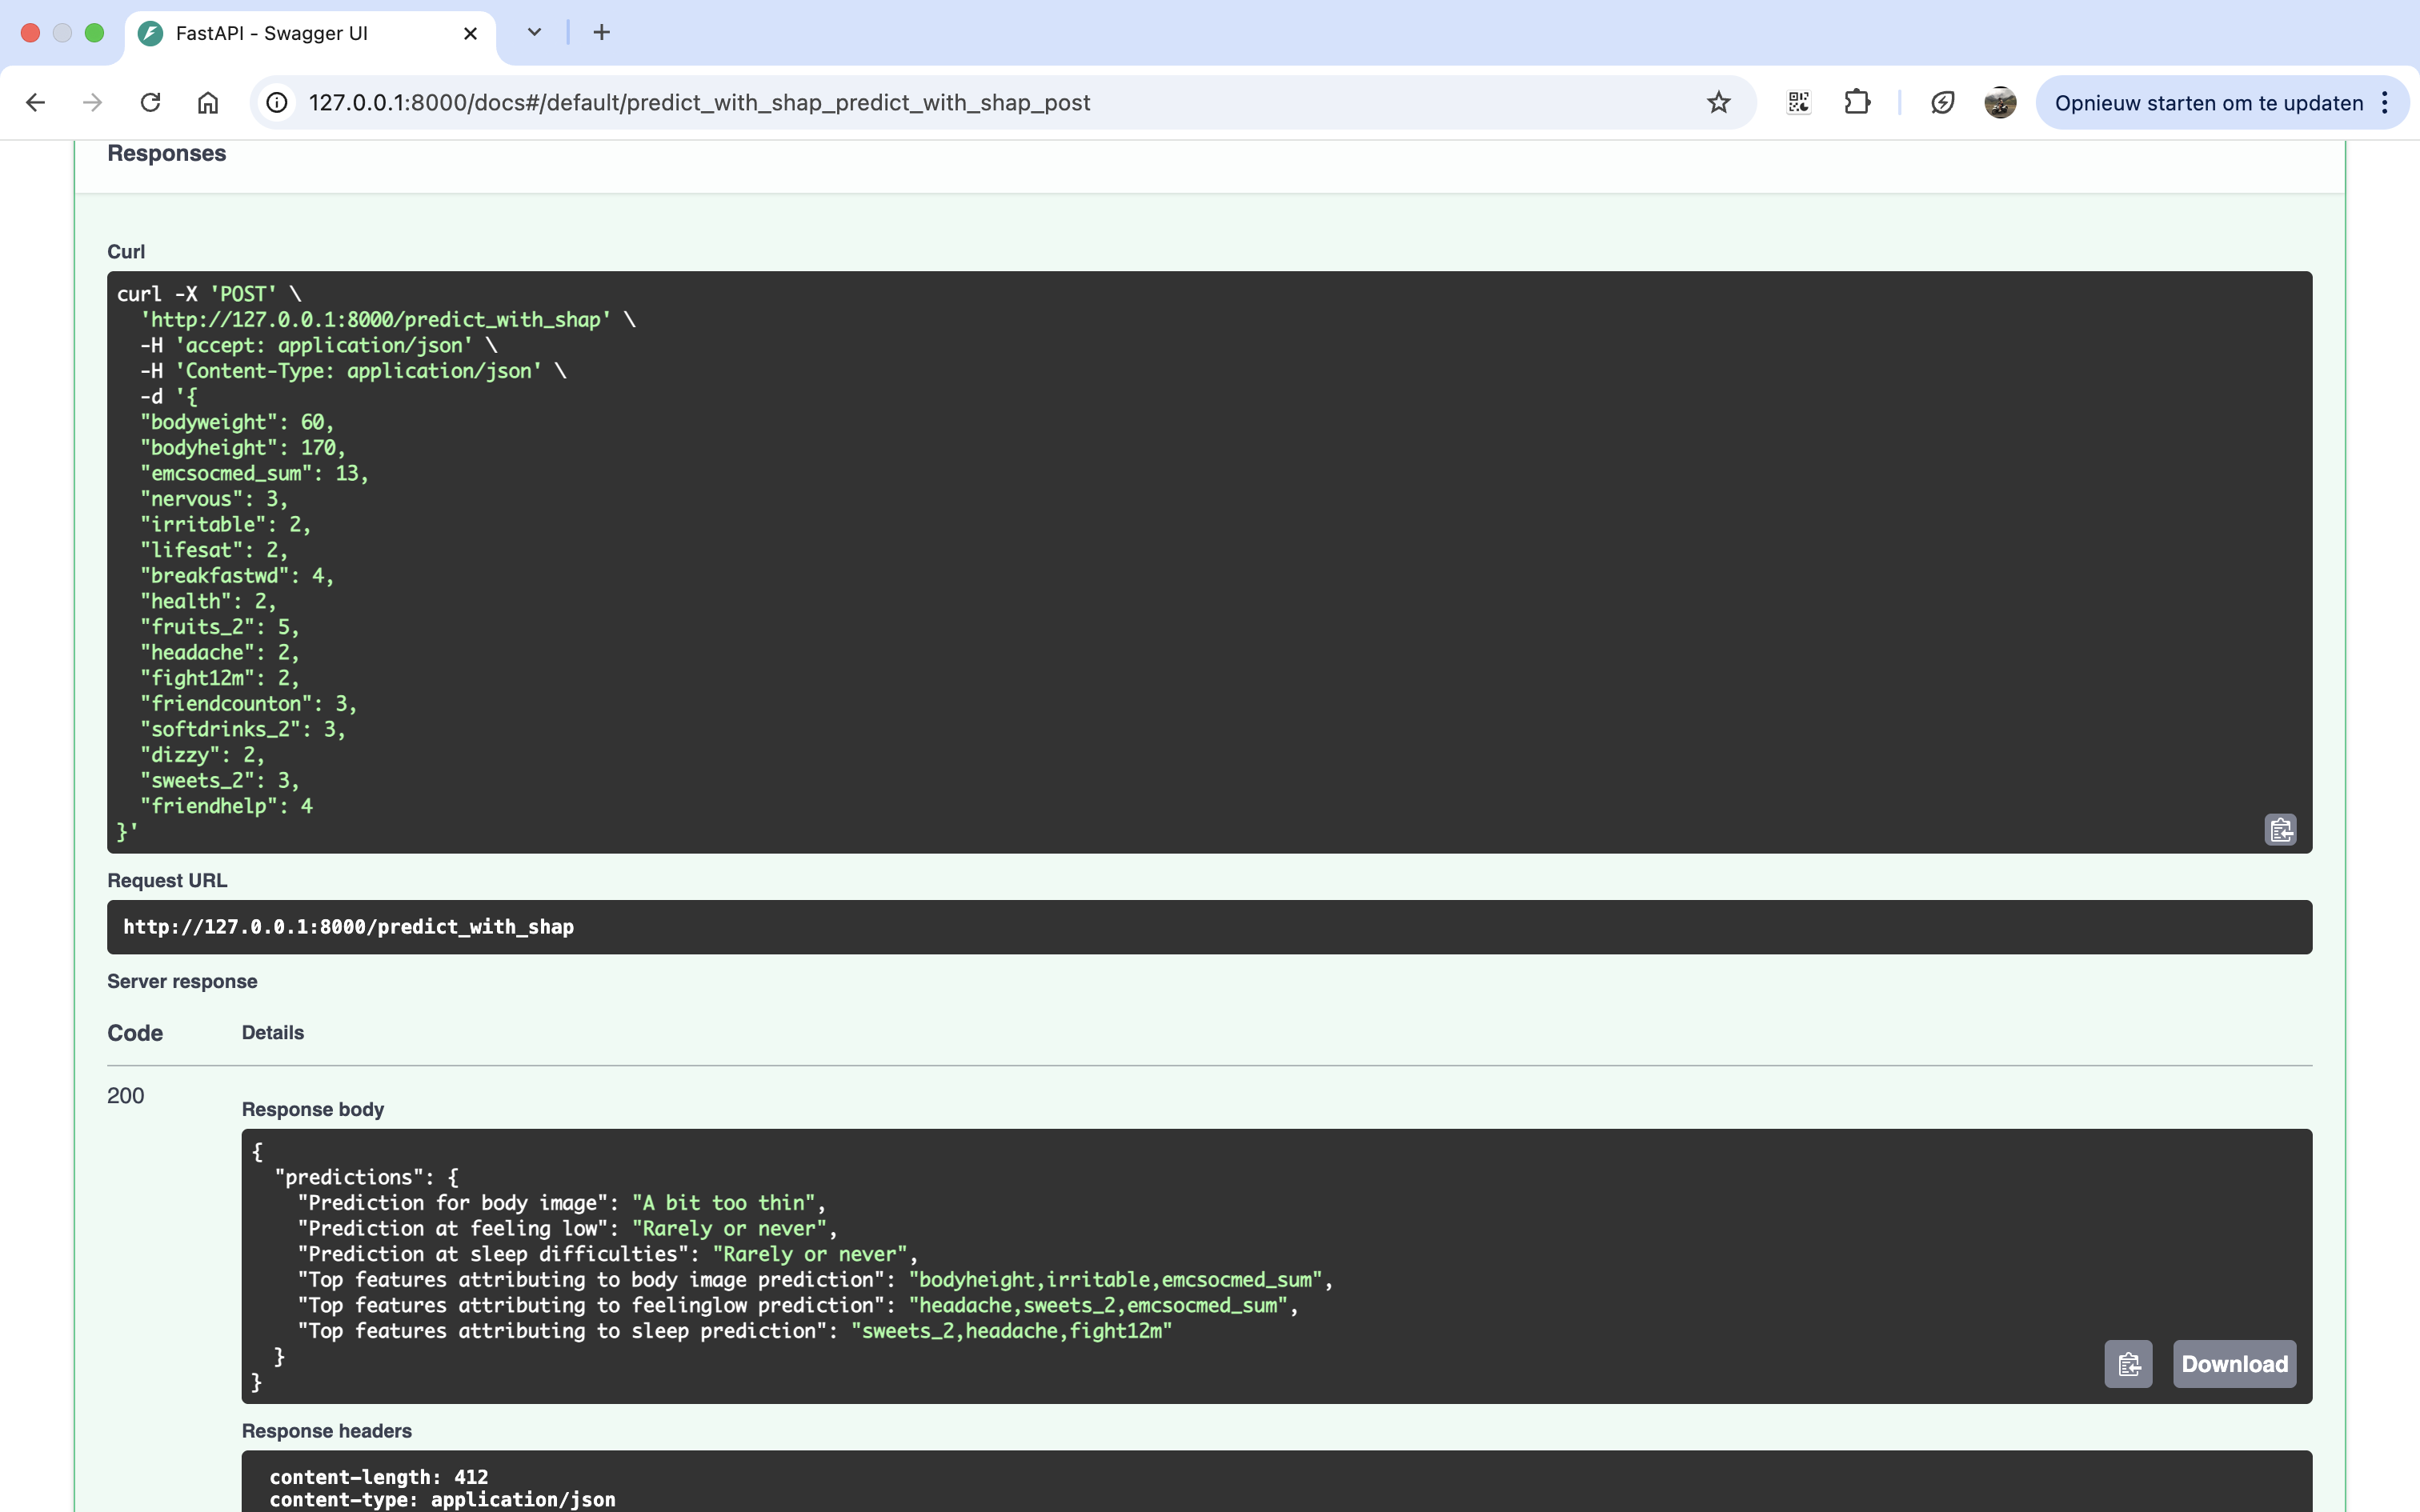 FastAPI - Swagger UI
127.0.0.1:8000/docs#/default/predict_with_shap_predict_with_shap_post
Opnieuw starten om te updaten
Responses
Curl
curl -X 'POST' \
  'http://127.0.0.1:8000/predict_with_shap' \
  -H 'accept: application/json' \
  -H 'Content-Type: application/json' \
  -d '{
  "bodyweight": 60,
  "bodyheight": 170,
  "emcsocmed_sum": 13,
  "nervous": 3,
  "irritable": 2,
  "lifesat": 2,
  "breakfastwd": 4,
  "health": 2,
  "fruits_2": 5,
  "headache": 2,
  "fight12m": 2,
  "friendcounton": 3,
  "softdrinks_2": 3,
  "dizzy": 2,
  "sweets_2": 3,
  "friendhelp": 4
}'
Request URL
http://127.0.0.1:8000/predict_with_shap
Server response
Code Details
200
Response body
{
  "predictions": {
    "Prediction for body image": "A bit too thin",
    "Prediction at feeling low": "Rarely or never",
    "Prediction at sleep difficulties": "Rarely or never",
    "Top features attributing to body image prediction": "bodyheight,irritable,emcsocmed_sum",
    "Top features attributing to feelinglow prediction": "headache,sweets_2,emcsocmed_sum",
    "Top features attributing to sleep prediction": "sweets_2,headache,fight12m"
  }
}
Download
Response headers
content-length: 412
content-type: application/json